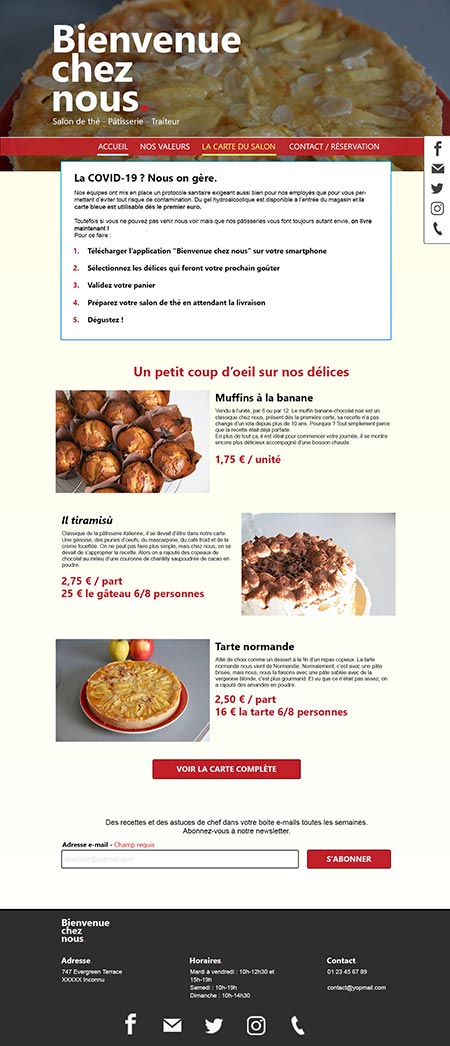 Bienvenue
chez
nous.
Salon de thé - Pâtisserie - Traiteur
ACCUEIL NOS VALEURS LA CARTE DU SALON CONTACT / RÉSERVATION
La COVID-19 ? Nous on gère.
Nos équipes ont mis en place un protocole sanitaire exigeant aussi bien pour nos employés que pour vous per-
mettant d'éviter tout risque de contamination. Du gel hydroalcoolique est disponible à l'entrée du magasin et la
carte bleue est utilisable dès le premier euro.
Toutefois si vous ne pouvez pas venir nous voir mais que nos pâtisseries vous font toujours autant envie, on livre
maintenant !
Pour ce faire :
1. Télécharger l'application "Bienvenue chez nous" sur votre smartphone
2. Sélectionnez les délices qui feront votre prochain goûter
3. Validez votre panier
4. Préparez votre salon de thé en attendant la livraison
5. Dégustez !
Un petit coup d'oeil sur nos délices
Muffins à la banane
Vendu à l'unité, par 6 ou par 12. Le muffin banane-chocolat noir est un
classique chez nous, présent dès la première carte, sa recette n'a pas
changé d'un iota depuis plus de 10 ans. Pourquoi ? Tout simplement parce
que la recette était déjà parfaite.
En plus de tout ça, il est idéal pour commencer votre journée, il se montre
encore plus délicieux accompagné d'une boisson chaude.
1,75 € / unité
Il tiramisù
Classique de la pâtisserie italienne, il se devait d'être dans notre carte.
Une génoise, des jaunes d'oeufs, du mascarpone, du café froid et de la
crème fouettée. On ne peut pas faire plus simple, mais chez nous, on se
devait de s'approprier la recette. Alors on a rajouté des copeaux de
chocolat au milieu d'une couronne de chantilly saupoudrée de cacao en
poudre.
2,75 € / part
25 € le gâteau 6/8 personnes
Tarte normande
Allié de choix comme un dessert à la fin d'un repas copieux. La tarte
normande nous vient de Normandie. Normalement, c'est avec une pâte
brisée, mais nous, nous la faisons avec une pâte sablée avec de la
vergeoise blonde, c'est plus gourmand. Et vu que ce n'était pas assez, on
a rajouté des amandes en poudre.
2,50 € / part
16 € la tarte 6/8 personnes
VOIR LA CARTE COMPLÈTE
Des recettes et des astuces de chef dans votre boite e-mails toutes les semaines.
Abonnez-vous à notre newsletter.
Adresse e-mail - Champ requis
example@yopmail.com
S'ABONNER
Bienvenue
chez
nous.
Adresse.
747 Evergreen Terrace
XXXXX Inconnu
Horaires.
Mardi à vendredi : 10h-12h30 et
15h-19h
Samedi : 10h-19h
Dimanche : 10h-14h30
Contact.
01 23 45 67 89
contact@yopmail.com